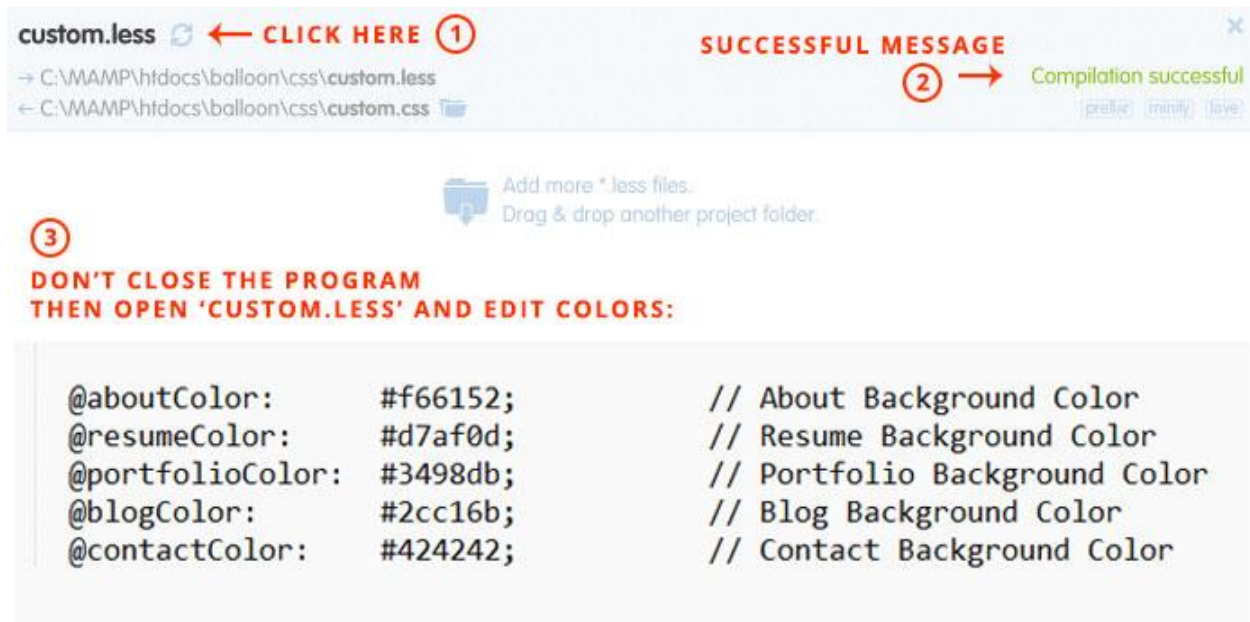 custom.less ← CLICK HERE 1
SUCCESSFUL MESSAGE
→ C:\MAMP\htdocs\balloon\css\custom.less
2 → Compilation successful
← C:\MAMP\htdocs\balloon\css\custom.css
prefix minify love
Add more *.less files.
Drag & drop another project folder.
3
DON'T CLOSE THE PROGRAM
THEN OPEN ‘CUSTOM.LESS’ AND EDIT COLORS:
@aboutColor: #f66152; // About Background Color
@resumeColor: #d7af0d; // Resume Background Color
@portfolioColor: #3498db; // Portfolio Background Color
@blogColor: #2cc16b; // Blog Background Color
@contactColor: #424242; // Contact Background Color